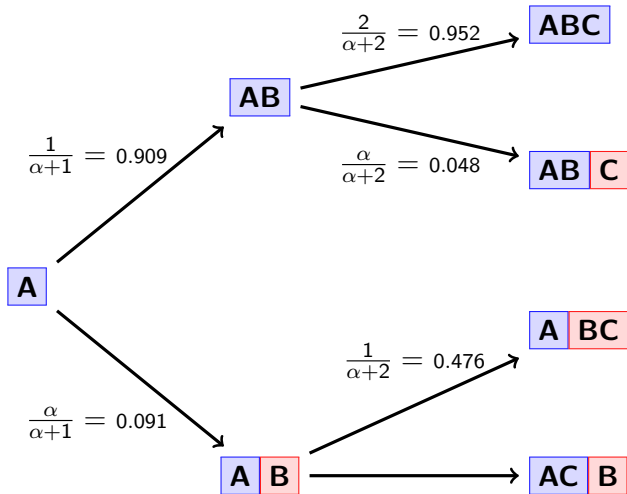 2/(α+2) = 0.952
ABC
AB
1/(α+1) = 0.909
α/(α+2) = 0.048
AB C
A
A BC
1/(α+2) = 0.476
α/(α+1) = 0.091
A B
AC B